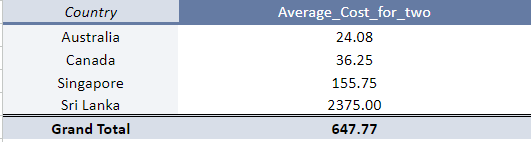 Country Average_Cost_for_two
Australia 24.08
Canada 36.25
Singapore 155.75
Sri Lanka 2375.00
Grand Total 647.77